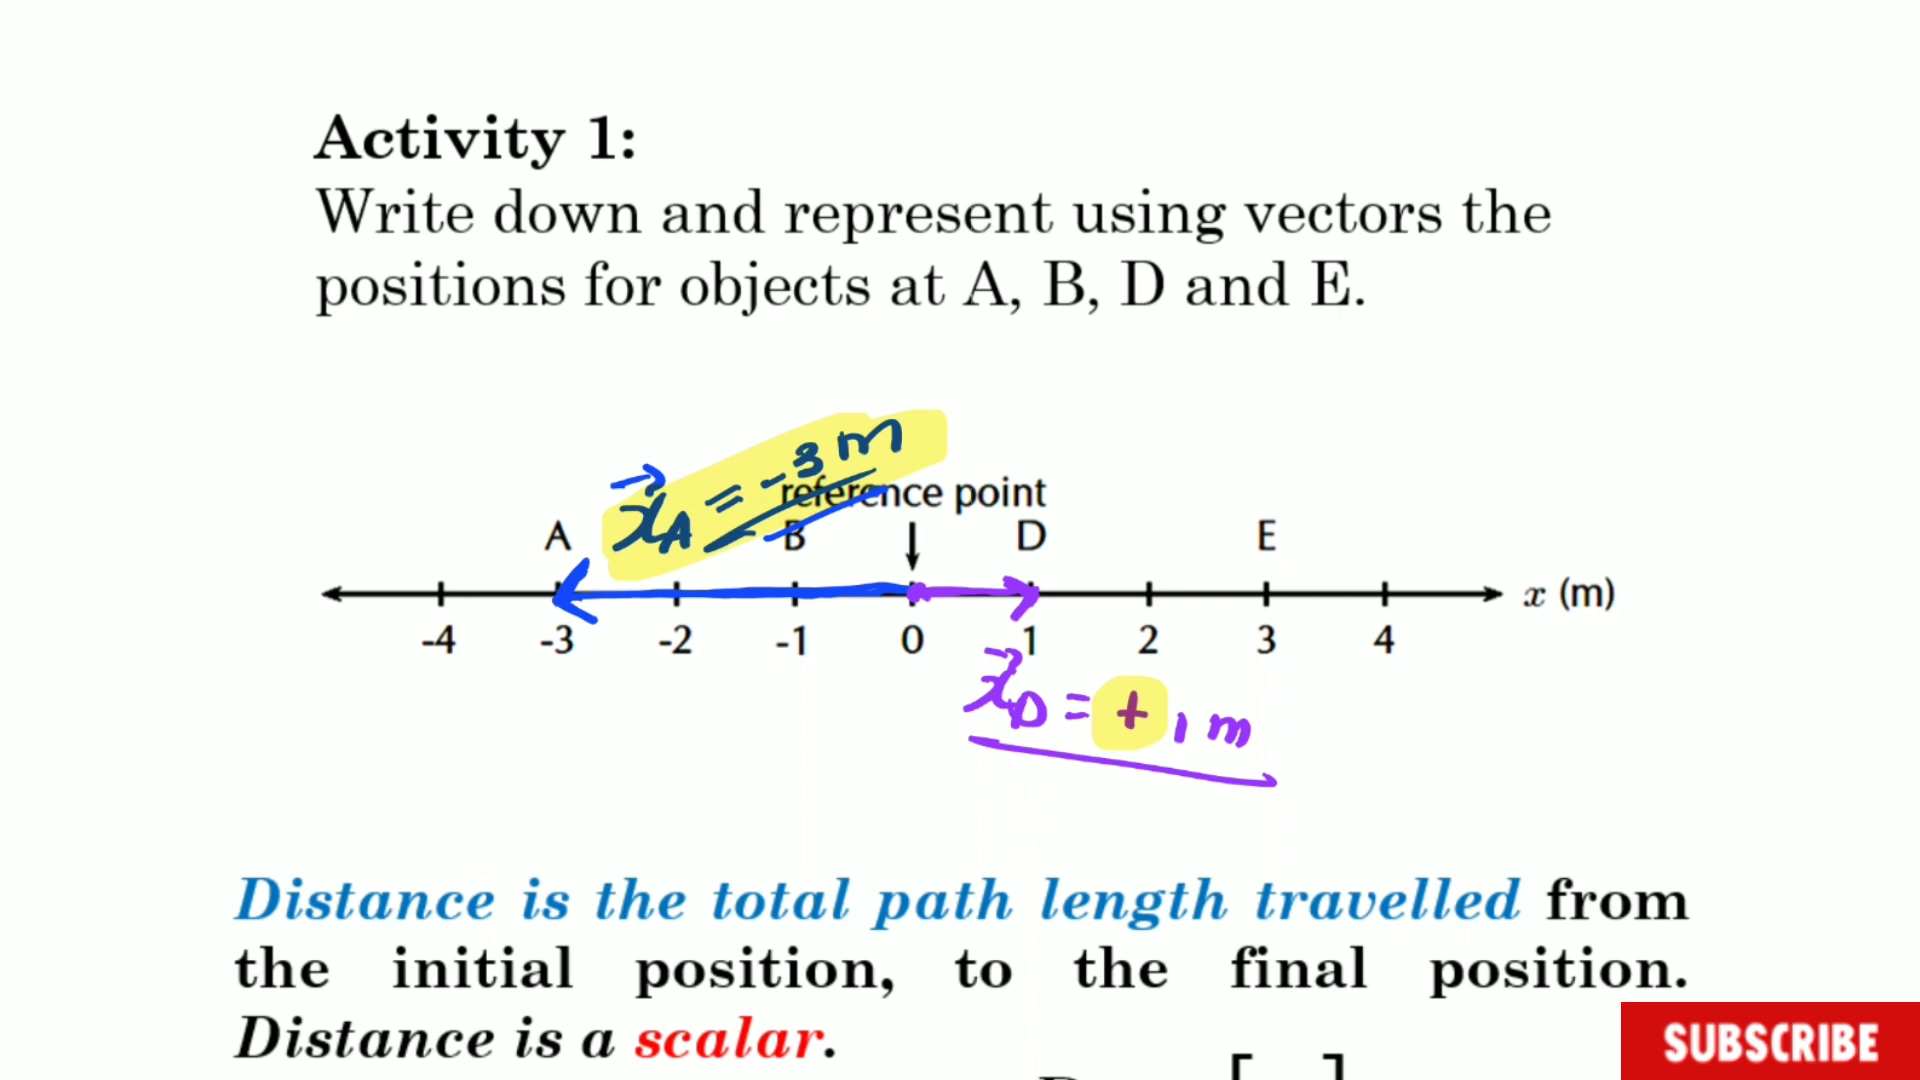 Activity 1:
Write down and represent using vectors the
positions for objects at A, B, D and E.
x⃗A = -3 m
reference point
A B D E
x (m)
-4 -3 -2 -1 0 1 2 3 4
x⃗D = + 1 m
Distance is the total path length travelled from
the initial position, to the final position.
Distance is a scalar.
SUBSCRIBE